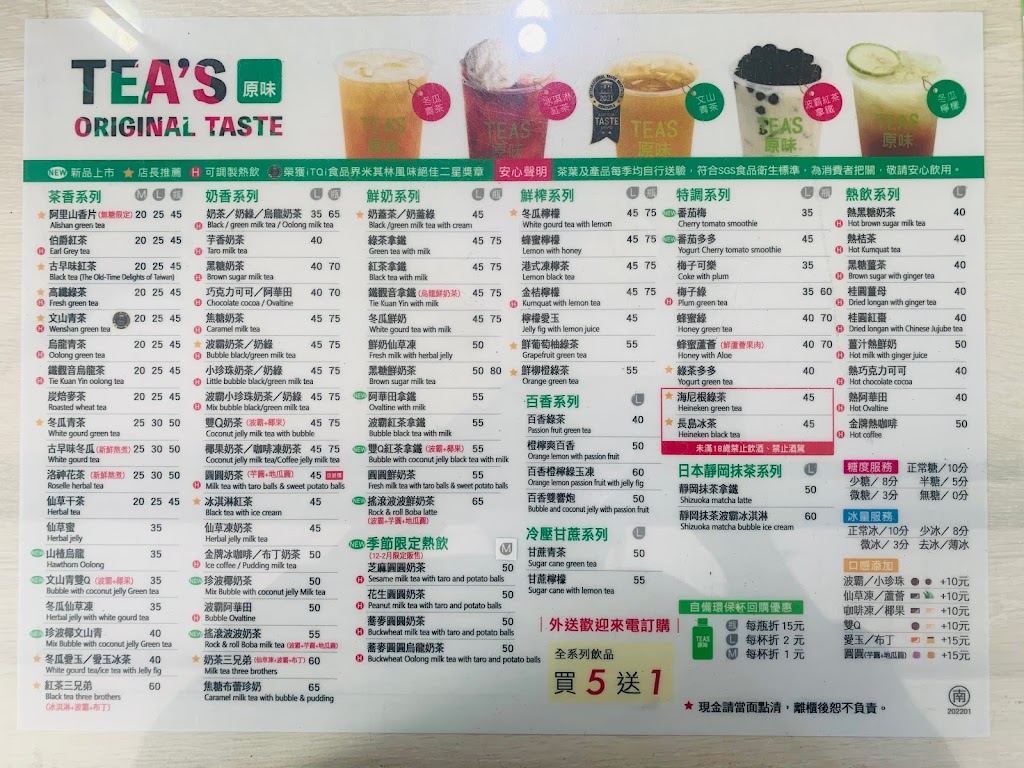 TEA'S 原味
ORIGINAL TASTE
冬瓜
青茶
冰淇淋
紅茶
文山
青茶
波霸紅茶
拿鐵
冬瓜
檸檬
2021
TASTE
TEA'S
原味
NEW 新品上市 ★ 店長推薦 H 可調製熱飲 榮獲iTQi食品界米其林風味絕佳二星獎章 安心聲明 茶葉及產品每季均自行送驗，符合SGS食品衛生標準，為消費者把關，敬請安心飲用。
茶香系列 M L 瓶
★ 阿里山香片(無糖限定) 20 25 45
Alishan green tea
伯爵紅茶 20 25 45
H Earl Grey tea
★ 古早味紅茶 20 25 45
H Black tea (The Old-Time Delights of Taiwan)
★ 高纖綠茶 20 25 45
H Fresh green tea
★ 文山青茶 20 25 45
H Wenshan green tea
烏龍青茶 20 25 45
H Oolong green tea
鐵觀音烏龍茶 20 25 45
H Tie Kuan Yin oolong tea
炭焙麥茶 20 25 45
Roasted wheat tea
★ 冬瓜青茶 25 30 50
White gourd green tea
古早味冬瓜(新鮮熬煮) 25 30 50
White gourd tea
洛神花茶(新鮮熬煮) 25 30 50
Roselle herbal tea
仙草干茶 20 25 45
Herbal tea
仙草蜜 35
Herbal jelly
NEW 山楂烏龍 35
Hawthorn Oolong
NEW 文山青雙Q (波霸+椰果) 35
Bubble with coconut jelly Green tea
冬瓜仙草凍 35
Herbal jelly with white gourd tea
NEW 珍波椰文山青 40
Mix Bubble with coconut jelly Green tea
★ 冬瓜愛玉／愛玉冰茶 40
White gourd tea/ice tea with Jelly fig
★ 紅茶三兄弟 60
Black tea three brothers
(冰淇淋+波霸+布丁)
奶香系列 L 瓶
奶茶／奶綠／烏龍奶茶 35 65
H Black / green milk tea / Oolong milk tea
芋香奶茶 40
H Taro milk tea
黑糖奶茶 40 70
H Brown sugar milk tea
巧克力可可／阿華田 40 70
H Chocolate cocoa / Ovaltine
焦糖奶茶 45 75
H Caramel milk tea
★ 波霸奶茶／奶綠 45 75
H Bubble black/green milk tea
小珍珠奶茶／奶綠 45 75
H Little bubble black/green milk tea
波霸小珍珠奶茶／奶綠 45 75
H Mix bubble black/green milk tea
★ 雙Q奶茶 (波霸+椰果) 45 75
Coconut jelly milk tea with bubble
椰果奶茶／咖啡凍奶茶 45 75
Coconut jelly milk tea/Coffee jelly milk tea
圓圓奶茶 (芋圓+地瓜圓) 45
H Milk tea with taro balls & sweet potato balls
★ 冰淇淋紅茶 45
Black tea with ice cream
仙草凍奶茶 45
Herbal jelly milk tea
金牌冰咖啡／布丁奶茶 50
H Ice coffee / Pudding milk tea
NEW 珍波椰奶茶 50
Mix Bubble with coconut jelly Milk tea
波霸阿華田 50
H Bubble Ovaltine
NEW 搖滾波波奶茶 55
Rock & roll Boba milk tea (波霸+芋圓+地瓜圓)
★ 奶茶三兄弟 (仙草凍+波霸+布丁) 60
Milk tea three brothers
焦糖布蕾珍奶 65
Caramel milk tea with bubble & pudding
鮮奶系列 L 瓶
★ 奶蓋茶／奶蓋綠 45
Black /green milk tea with cream
綠茶拿鐵 45 75
Green tea with milk
紅茶拿鐵 45 75
Black tea with milk
鐵觀音拿鐵(烏龍鮮奶茶) 45 75
Tie Kuan Yin with milk
冬瓜鮮奶 45 75
White gourd tea with milk
鮮奶仙草凍 50
Fresh milk with herbal jelly
黑糖鮮奶茶 50 80
Brown sugar milk tea
NEW 阿華田拿鐵 55
Ovaltine with milk
波霸紅茶拿鐵 55
Bubble black tea with milk
NEW 雙Q紅茶拿鐵 (波霸+椰果) 55
Bubble with coconut jelly black tea with milk
圓圓鮮奶茶 55
Fresh milk tea with taro balls & sweet potato balls
NEW 搖滾波波鮮奶茶 65
Rock & roll Boba Latte
(波霸+芋圓+地瓜圓)
NEW 季節限定熱飲 M
(12-2月限定販售)
芝麻圓圓奶茶 50
H Sesame milk tea with taro and potato balls
花生圓圓奶茶 50
H Peanut milk tea with taro and potato balls
蕎麥圓圓奶茶 50
H Buckwheat milk tea with taro and potato balls
蕎麥圓圓烏龍奶茶 50
H Buckwheat Oolong milk tea with taro and potato balls
鮮榨系列 L 瓶
冬瓜檸檬 45 75
White gourd tea with lemon
蜂蜜檸檬 45 75
Lemon with honey
港式凍檸茶 45 75
Lemon black tea
金桔檸檬 45 75
H Kumquat with lemon tea
檸檬愛玉 45
Jelly fig with lemon juice
★ 鮮葡萄柚綠茶 55
Grapefruit green tea
★ 鮮柳橙綠茶 55
Orange green tea
百香系列 L
百香綠茶 40
Passion fruit green tea
橙檸爽百香 50
Orange lemon passion fruit
百香橙檸綠玉凍 60
Orange lemon passion fruit with jelly fig
百香雙響炮 50
Bubble and coconut jelly with passion fruit
冷壓甘蔗系列 L
甘蔗青茶 50
Sugar cane green tea
甘蔗檸檬 55
Sugar cane with lemon tea
特調系列 L 瓶
NEW 番茄梅 35
Cherry tomato smoothie
NEW 番茄多多 45
Yogurt Cherry tomato smoothie
梅子可樂 35
Coke with plum
梅子綠 35 60
H Plum green tea
蜂蜜綠 40 70
Honey green tea
蜂蜜蘆薈 (鮮蘆薈果肉) 40 70
Honey with Aloe
★ 綠茶多多 40
Yogurt green tea
★ 海尼根綠茶 45
Heineken green tea
★ 長島冰茶 45
Heineken black tea
未滿18歲禁止飲酒、禁止酒駕
日本靜岡抹茶系列 L
靜岡抹茶拿鐵 50
Shizuoka matcha latte
靜岡抹茶波霸冰淇淋 60
Shizuoka matcha bubble ice cream
熱飲系列 L
熱黑糖奶茶 40
H Hot brown sugar milk tea
熱桔茶 40
H Hot Kumquat tea
黑糖薑茶 40
H Brown sugar with ginger tea
桂圓薑母 40
H Dried longan with ginger tea
桂圓紅棗 40
H Dried longan with Chinese Jujube tea
薑汁熱鮮奶 50
H Hot milk with ginger juice
熱巧克力可可 40
H Hot chocolate cocoa
熱阿華田 40
H Hot Ovaltine
金牌熱咖啡 50
H Hot coffee
糖度服務 正常糖／10分
少糖／8分 半糖／5分
微糖／3分 無糖／0分
冰量服務
正常冰／10分 少冰／8分
微冰／3分 去冰/薄冰
口感添加
波霸／小珍珠 +10元
仙草凍／蘆薈 +10元
咖啡凍／椰果 +10元
雙Q +10元
愛玉／布丁 +15元
圓圓(芋圓+地瓜圓) +15元
自備環保杯回購優惠
瓶 每瓶折 15元
L 每杯折 2 元
M 每杯折 1 元
TEAS
原味
外送歡迎來電訂購
全系列飲品
買 5 送 1
★ 現金請當面點清，離櫃後恕不負責。
南
202201